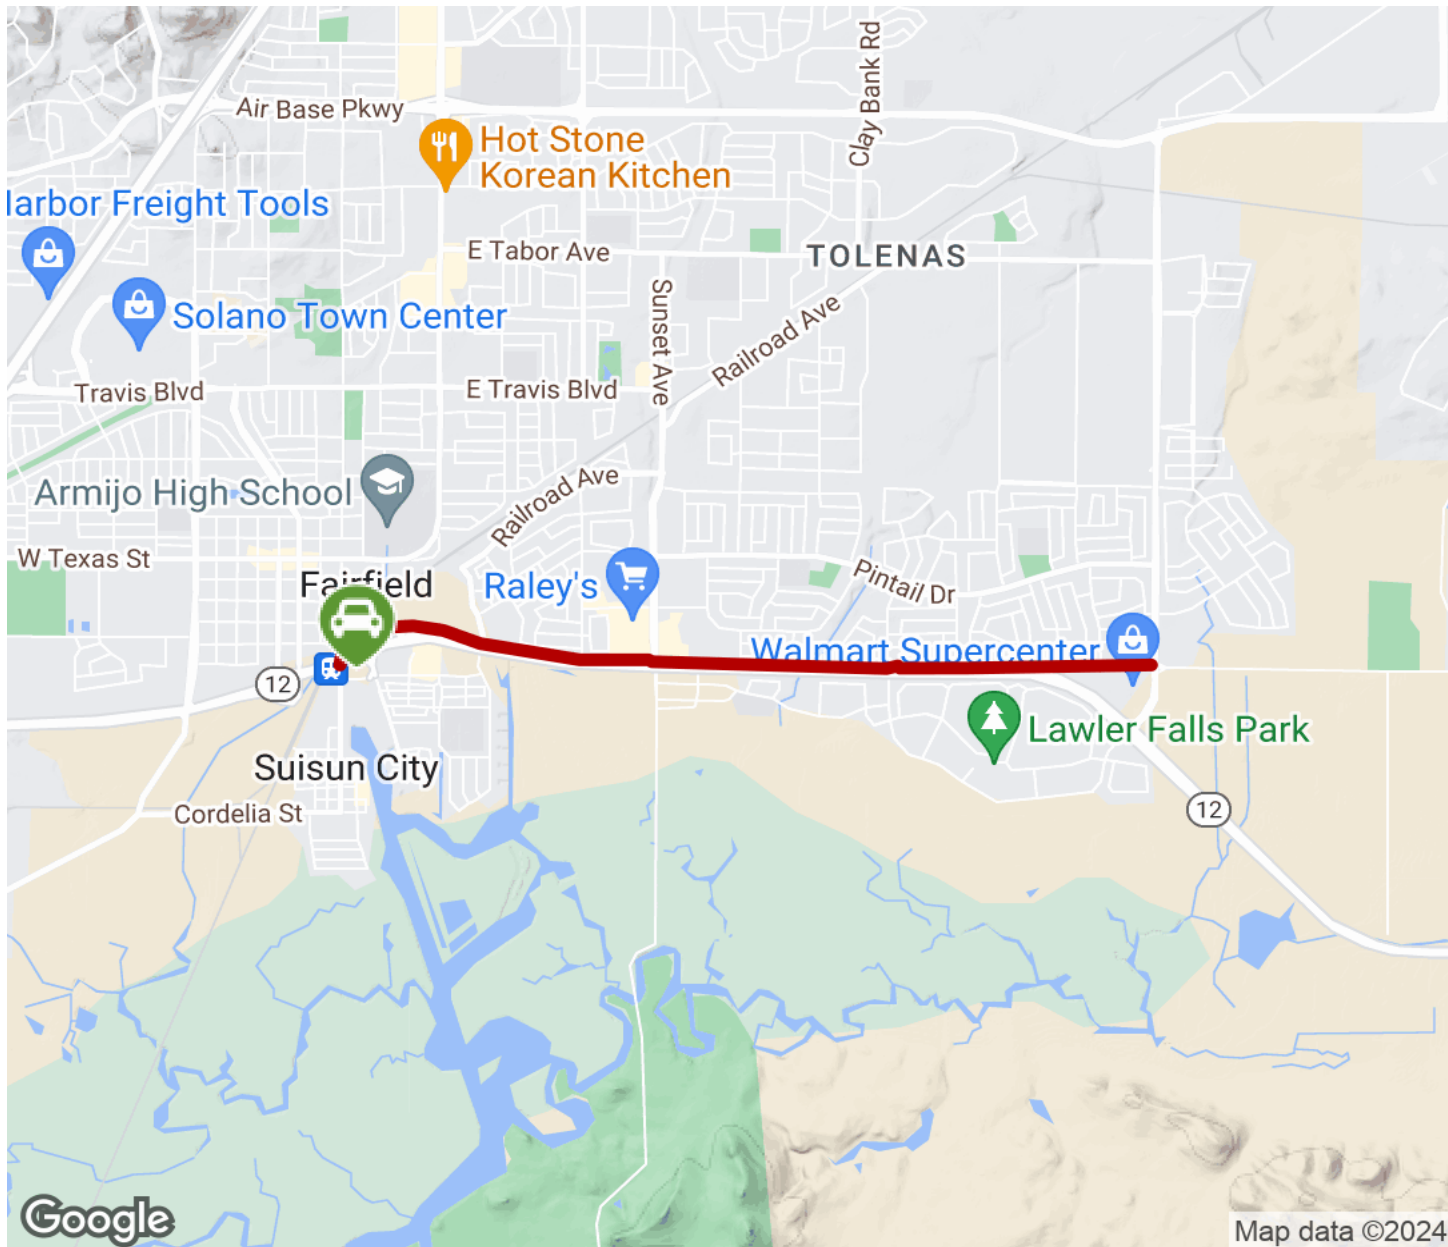 Air Base Pkwy
Clay Bank Rd
Hot Stone
Korean Kitchen
Harbor Freight Tools
E Tabor Ave
TOLENAS
Solano Town Center
Sunset Ave
Railroad Ave
Travis Blvd
E Travis Blvd
Armijo High School
Railroad Ave
W Texas St
Fairfield
Raley's
Pintail Dr
Walmart Supercenter
12
Lawler Falls Park
Suisun City
Cordelia St
12
Google
Map data ©2024